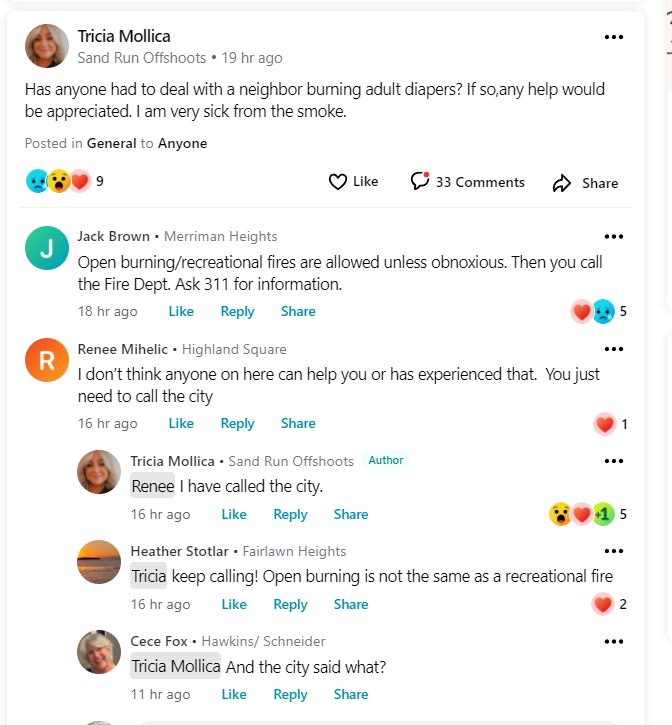 Tricia Mollica
Sand Run Offshoots • 19 hr ago
Has anyone had to deal with a neighbor burning adult diapers? If so,any help would
be appreciated. I am very sick from the smoke.
Posted in General to Anyone
9 Like 33 Comments Share
J
Jack Brown • Merriman Heights
Open burning/recreational fires are allowed unless obnoxious. Then you call
the Fire Dept. Ask 311 for information.
18 hr ago Like Reply Share 5
R
Renee Mihelic • Highland Square
I don’t think anyone on here can help you or has experienced that.  You just
need to call the city
16 hr ago Like Reply Share 1
Tricia Mollica • Sand Run Offshoots Author
Renee I have called the city.
16 hr ago Like Reply Share +1 5
Heather Stotlar • Fairlawn Heights
Tricia keep calling! Open burning is not the same as a recreational fire
16 hr ago Like Reply Share 2
Cece Fox • Hawkins/ Schneider
Tricia Mollica And the city said what?
11 hr ago Like Reply Share